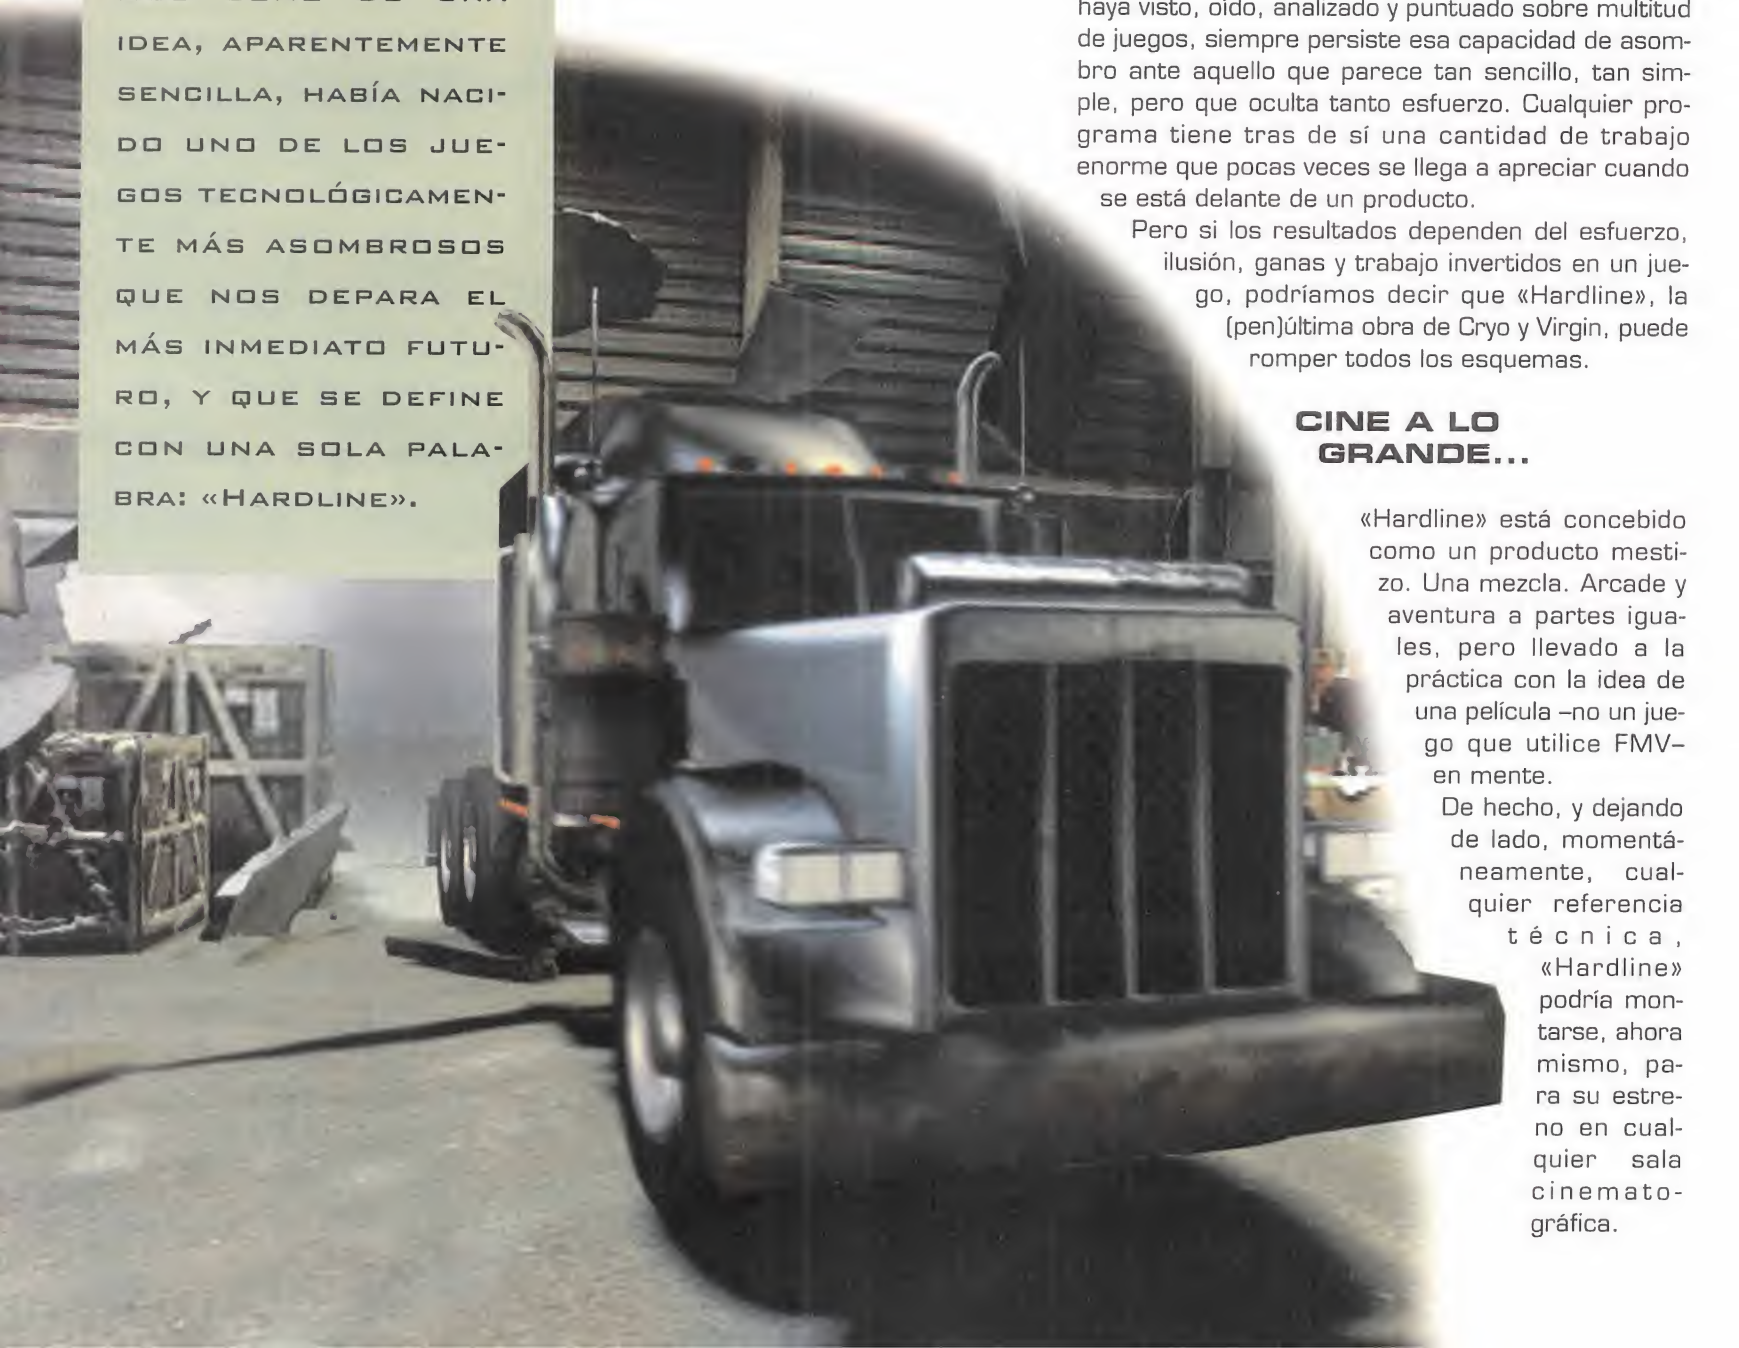 IDEA, APARENTEMENTE
SENCILLA, HABÍA NACI-
DO UNO DE LOS JUE-
GOS TECNOLÓGICAMEN-
TE MÁS ASOMBROSOS
QUE NOS DEPARA EL
MÁS INMEDIATO FUTU-
RO, Y QUE SE DEFINE
CON UNA SOLA PALA-
BRA: «HARDLINE».
haya visto, oído, analizado y puntuado sobre multitud
de juegos, siempre persiste esa capacidad de asom-
bro ante aquello que parece tan sencillo, tan sim-
ple, pero que oculta tanto esfuerzo. Cualquier pro-
grama tiene tras de sí una cantidad de trabajo
enorme que pocas veces se llega a apreciar cuando
se está delante de un producto.
Pero si los resultados dependen del esfuerzo,
ilusión, ganas y trabajo invertidos en un jue-
go, podríamos decir que «Hardline», la
(pen)última obra de Cryo y Virgin, puede
romper todos los esquemas.
CINE A LO
GRANDE...
«Hardline» está concebido
como un producto mesti-
zo. Una mezcla. Arcade y
aventura a partes igua-
les, pero llevado a la
práctica con la idea de
una película –no un jue-
go que utilice FMV–
en mente.
De hecho, y dejando
de lado, momentá-
neamente, cual-
quier referencia
técnica,
«Hardline»
podría mon-
tarse, ahora
mismo, pa-
ra su estre-
no en cual-
quier sala
cinemato-
gráfica.